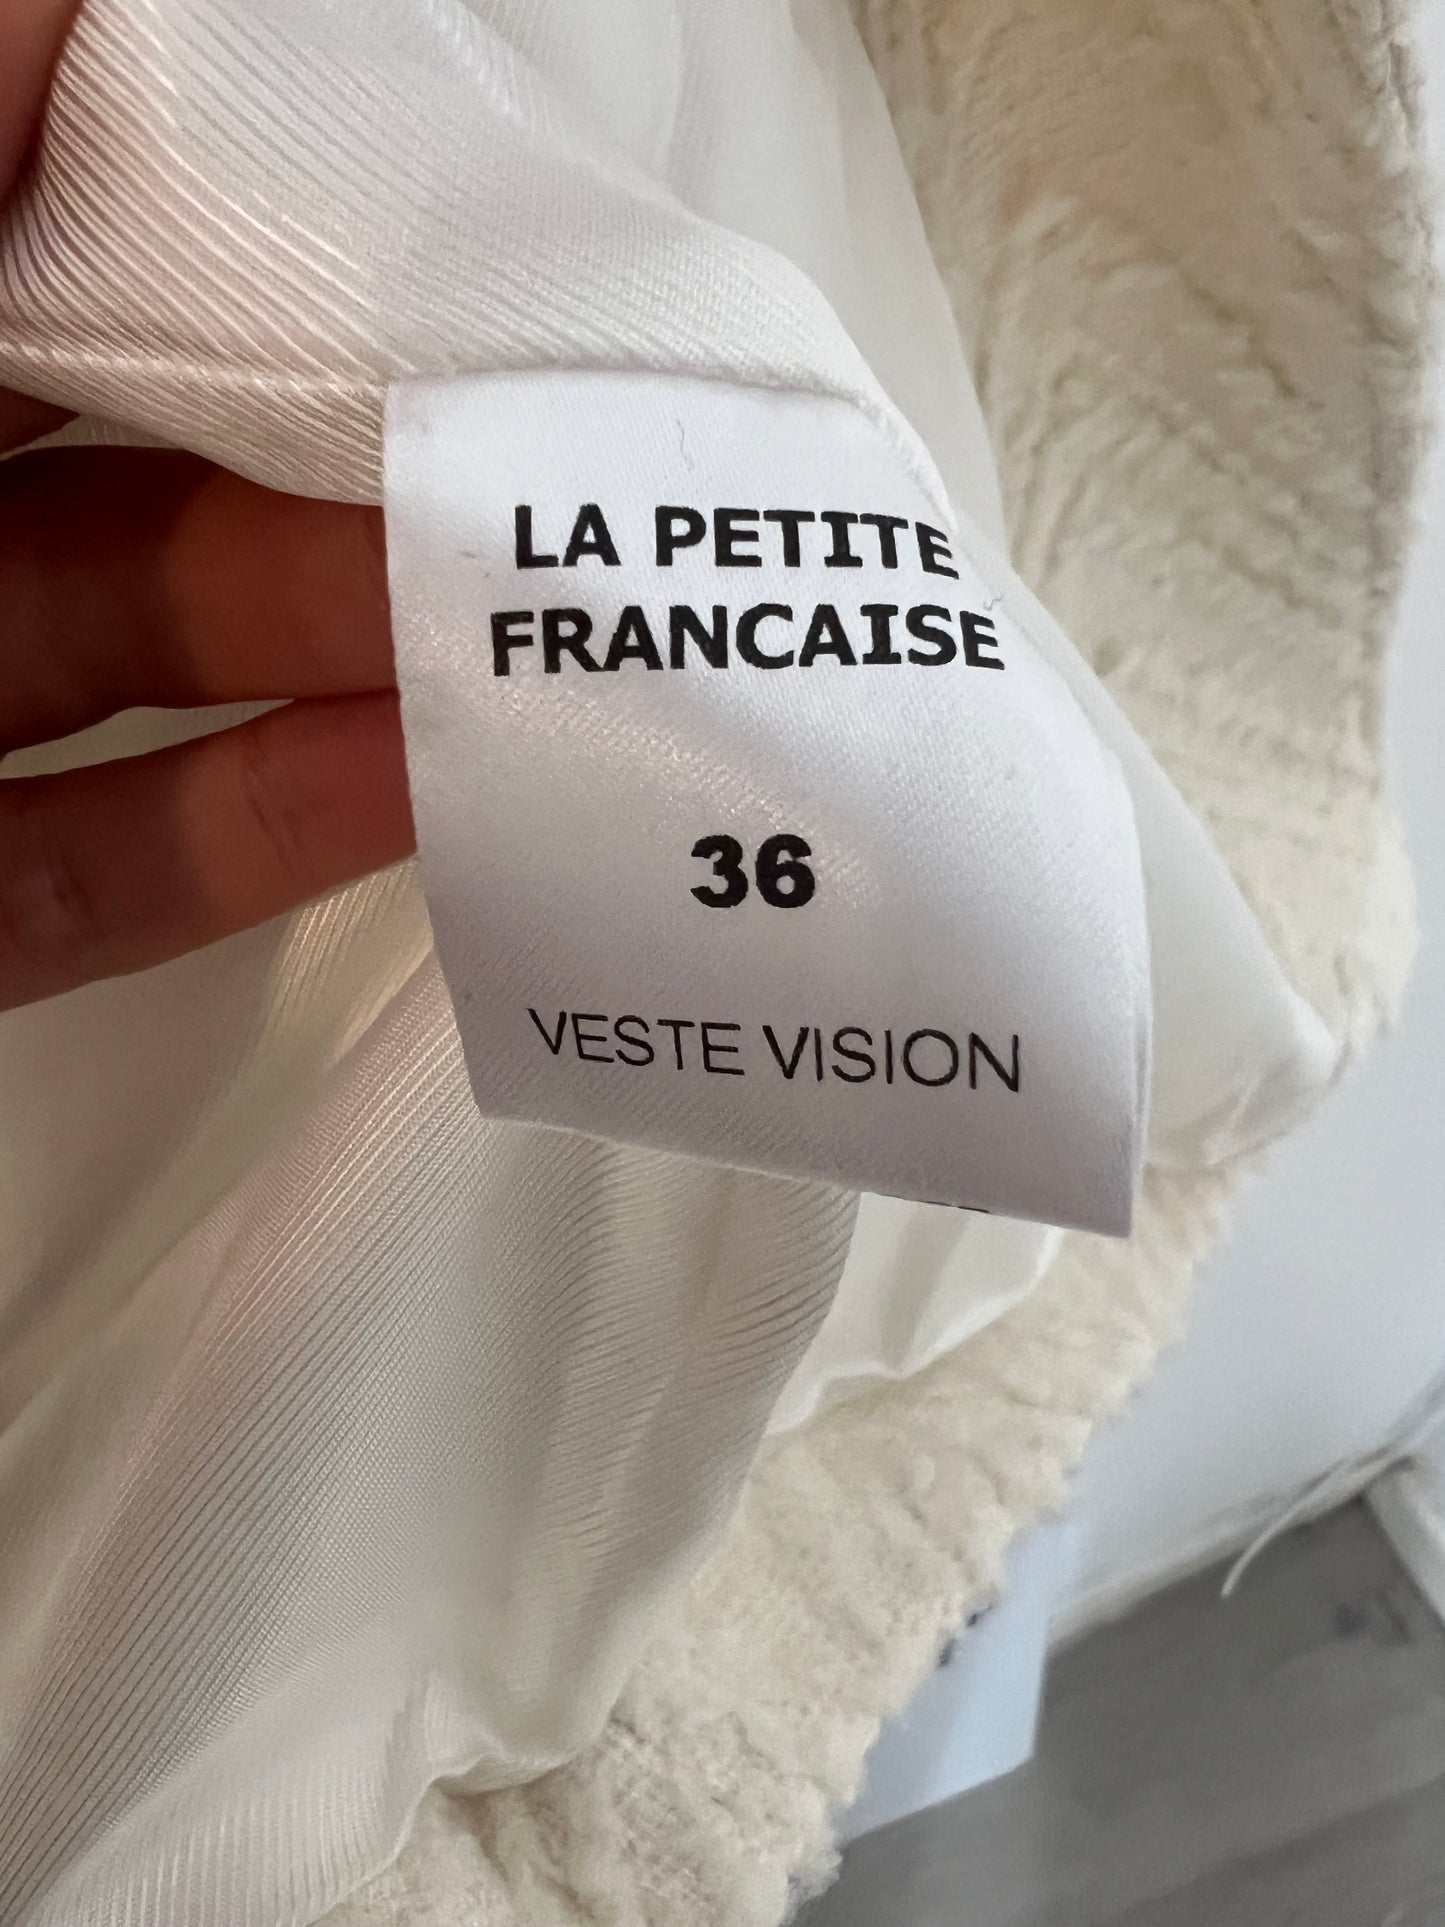 LA PETITE
FRANCAISE
36
VESTE VISION